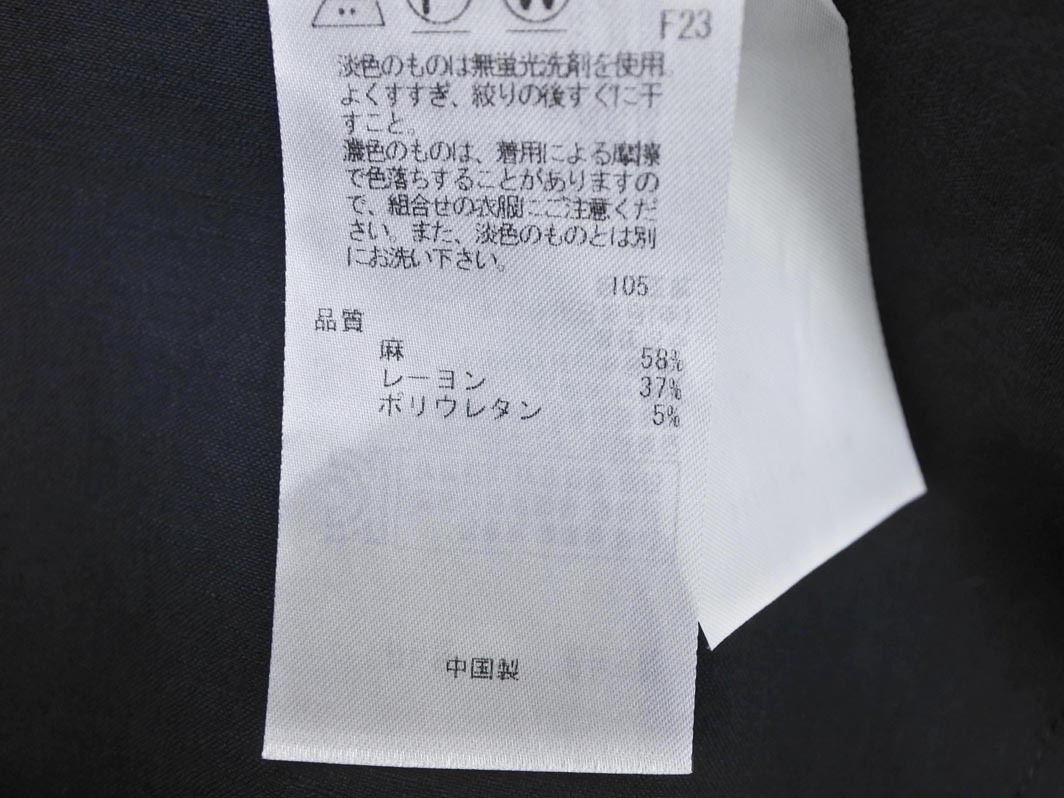 F23
淡色のものは無蛍光洗剤を使用。
よくすすぎ、絞りの後すぐに干
すこと。
濃色のものは、着用による摩擦
で色落ちすることがありますの
で、組合せの衣服にご注意くだ
さい。また、淡色のものとは別
にお洗い下さい。
105
品質
麻 58%
レーヨン 37%
ポリウレタン 5%
中国製